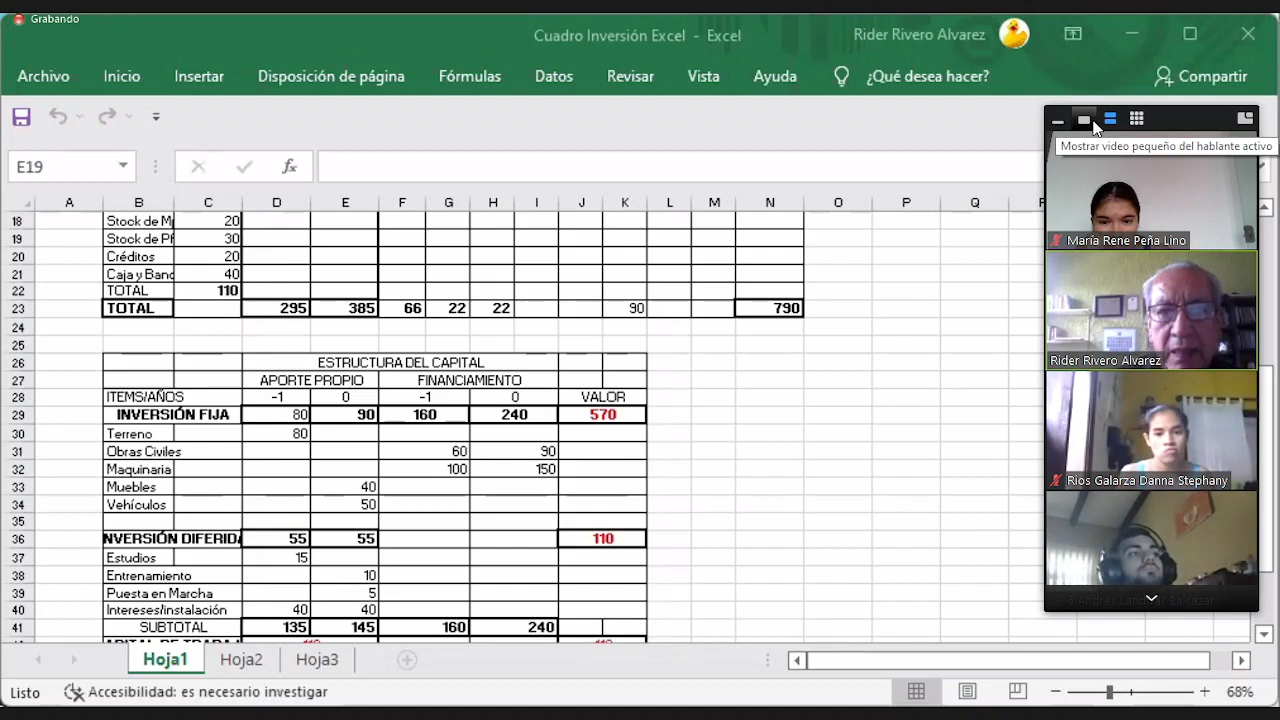 Grabando
Cuadro Inversión Excel - Excel
Rider Rivero Alvarez
Archivo Inicio Insertar Disposición de página Fórmulas Datos Revisar Vista Ayuda ¿Qué desea hacer? Compartir
E19 fx
Mostrar video pequeño del hablante activo
A B C D E F G H I J K L M N O P Q
18 Stock de 20
19 Stock de 30
20 Créditos 20
21 Caja y Banc 40
22 TOTAL 110
23 TOTAL 295 385 66 22 22 90 790
24
25
26 ESTRUCTURA DEL CAPITAL
27 APORTE PROPIO FINANCIAMIENTO
28 ITEMS/AÑOS -1 0 -1 0 VALOR
29 INVERSIÓN FIJA 80 90 160 240 570
30 Terreno 80
31 Obras Civiles 60 90
32 Maquinaria 100 150
33 Muebles 40
34 Vehículos 50
35
36 NVERSIÓN DIFERIDA 55 55 110
37 Estudios 15
38 Entrenamiento 10
39 Puesta en Marcha 5
40 Intereses/instalación 40 40
41 SUBTOTAL 135 145 160 240
María Rene Peña Lino
Rider Rivero Alvarez
Rios Galarza Danna Stephany
Hoja1 Hoja2 Hoja3
Listo Accesibilidad: es necesario investigar 68%